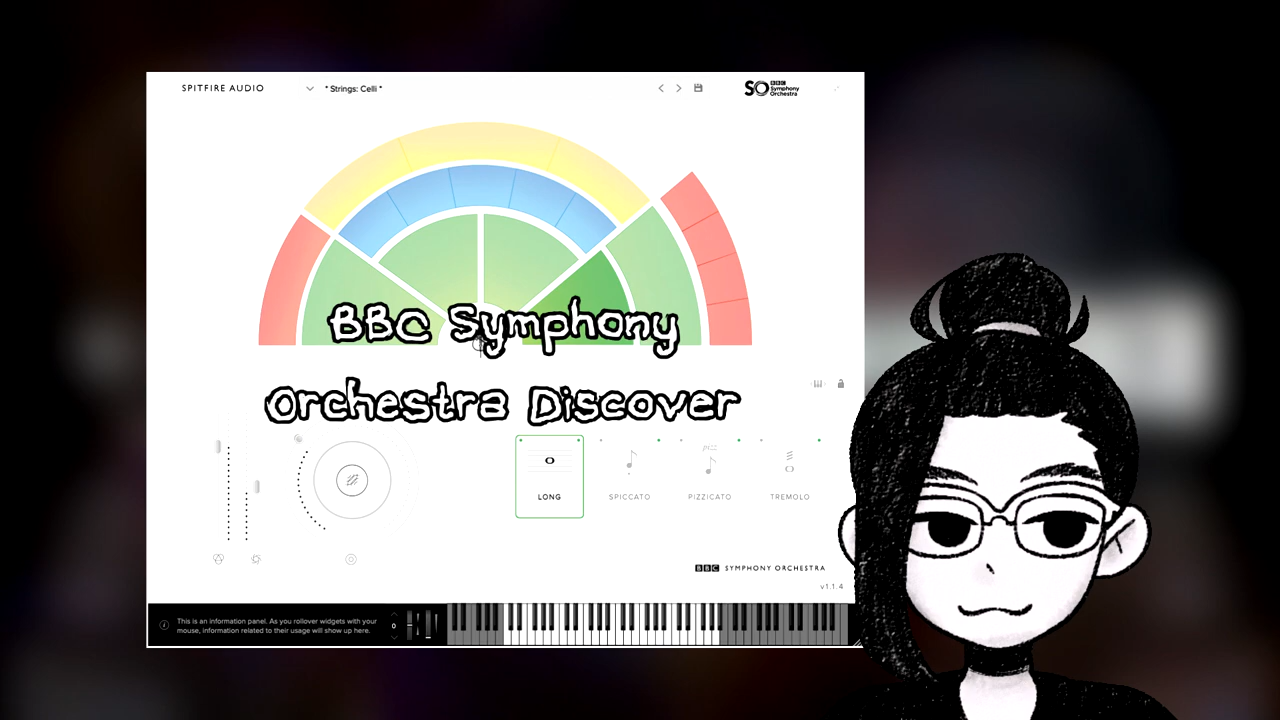 SPITFIRE AUDIO
* Strings: Celli *
SO BBC
Symphony
Orchestra
BBC Symphony
Orchestra Discover
pizz
LONG
SPICCATO
PIZZICATO
TREMOLO
BBC SYMPHONY ORCHESTRA
v1.1.4
This is an information panel. As you rollover widgets with your
mouse, information related to their usage will show up here.
0